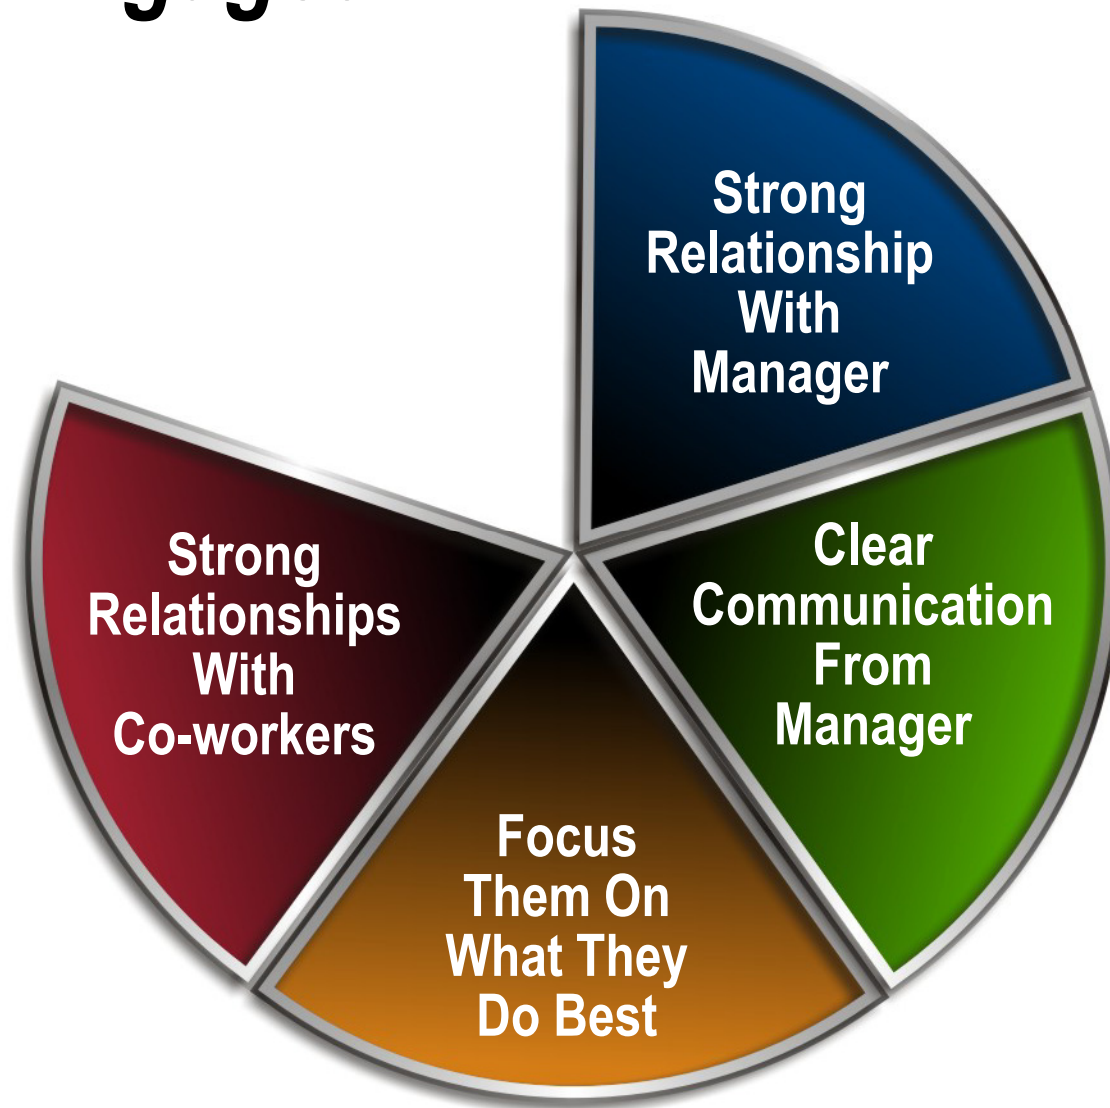 Strong
Relationship
With
Manager
Clear
Communication
From
Manager
Focus
Them On
What They
Do Best
Strong
Relationships
With
Co-workers